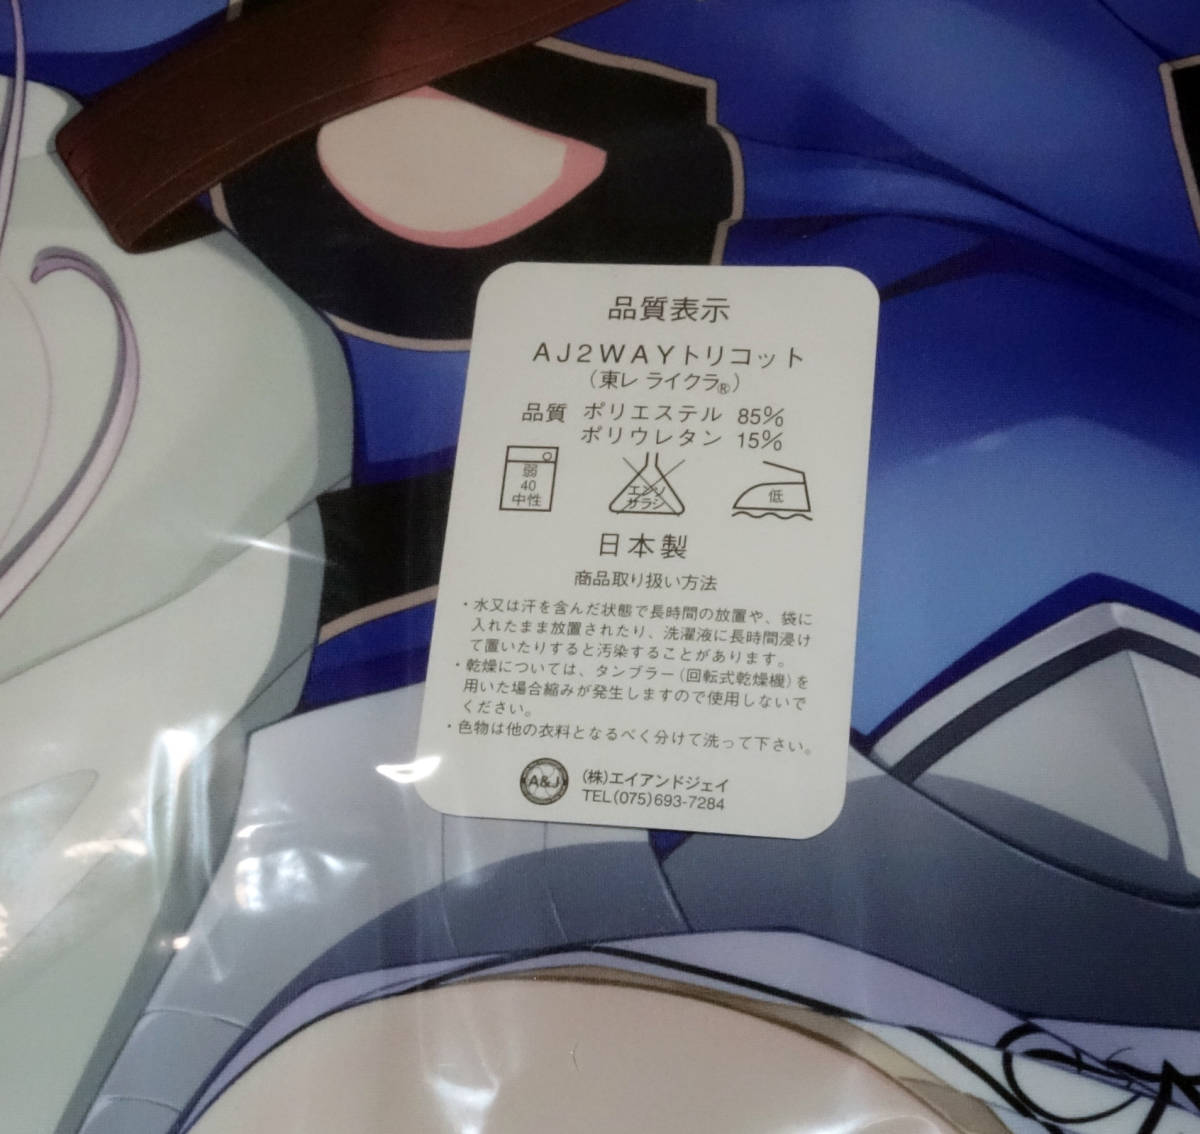 品質表示
AJ2WAYトリコット
（東レ ライクラ®）
品質 ポリエステル 85%
ポリウレタン 15%
弱
40
中性
エンソ
サラシ
低
日本製
商品取り扱い方法
・水又は汗を含んだ状態で長時間の放置や、袋に
入れたまま放置されたり、洗濯液に長時間浸け
て置いたりすると汚染することがあります。
・乾燥については、タンブラー（回転式乾燥機）を
用いた場合縮みが発生しますので使用しないで
ください。
・色物は他の衣料となるべく分けて洗って下さい。
A&J
（株）エイアンドジェイ
TEL(075)693-7284